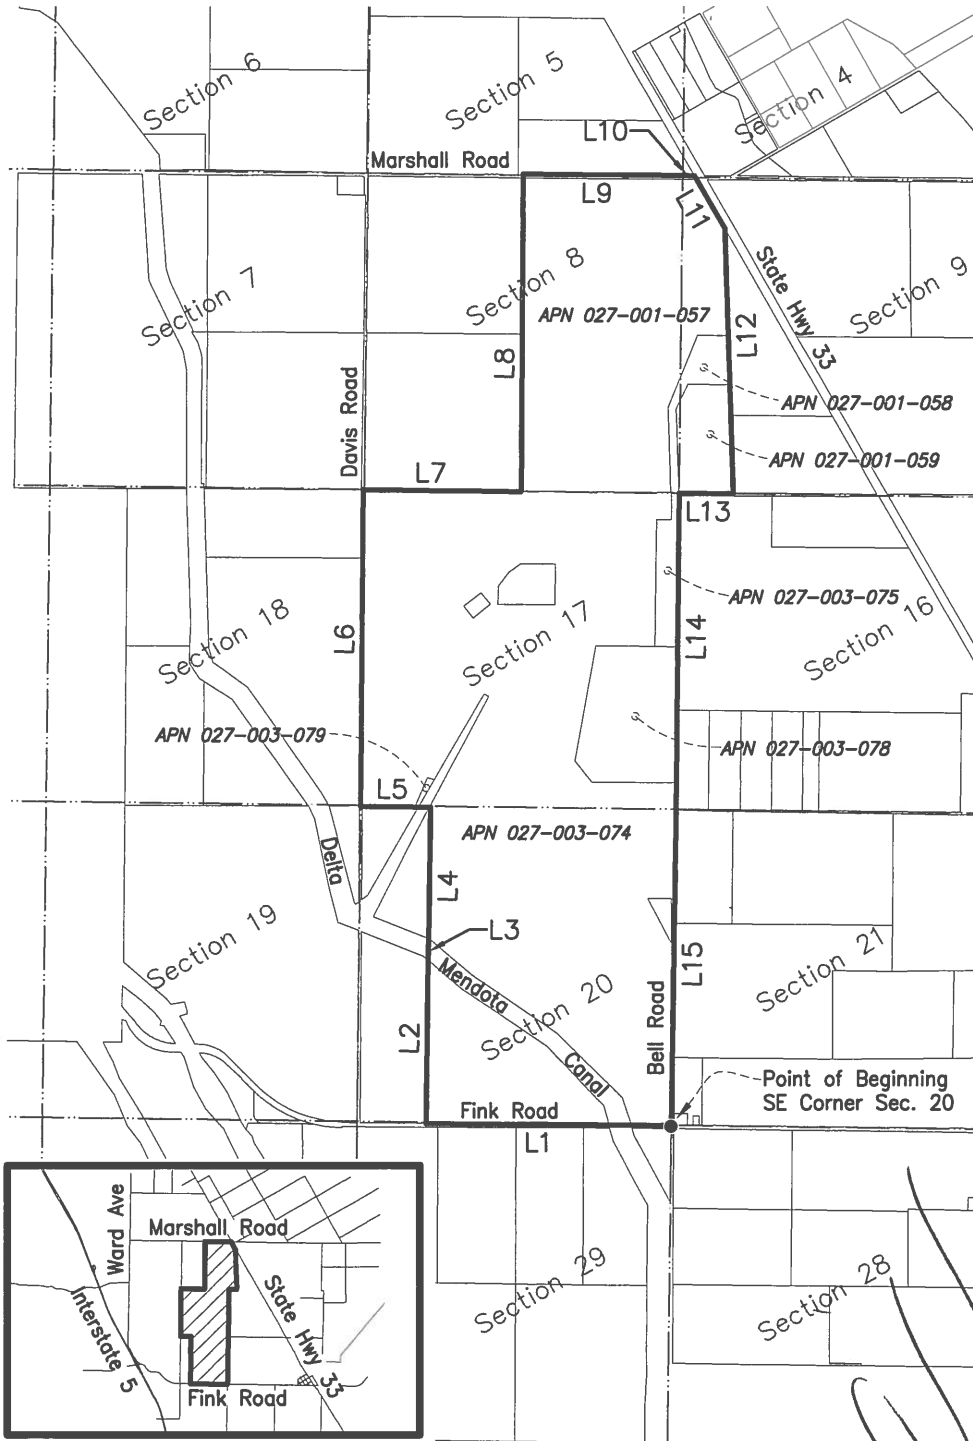 Section 6
Section 5
Section 4
L10
Marshall Road
L9
L11
Section 7
Section 8
State Hwy 33
Section 9
APN 027-001-057
L8
L12
Davis Road
APN 027-001-058
APN 027-001-059
L7
L13
Section 18
L6
Section 17
APN 027-003-075
L14
Section 16
APN 027-003-079
APN 027-003-078
L5
APN 027-003-074
Delta
L4
Section 19
L3
Mendota
L15
Section 21
Section 20
L2
Bell Road
Canal
Point of Beginning
SE Corner Sec. 20
Fink Road
L1
Ward Ave
Marshall Road
Interstate 5
State Hwy 33
Fink Road
Section 29
Section 28